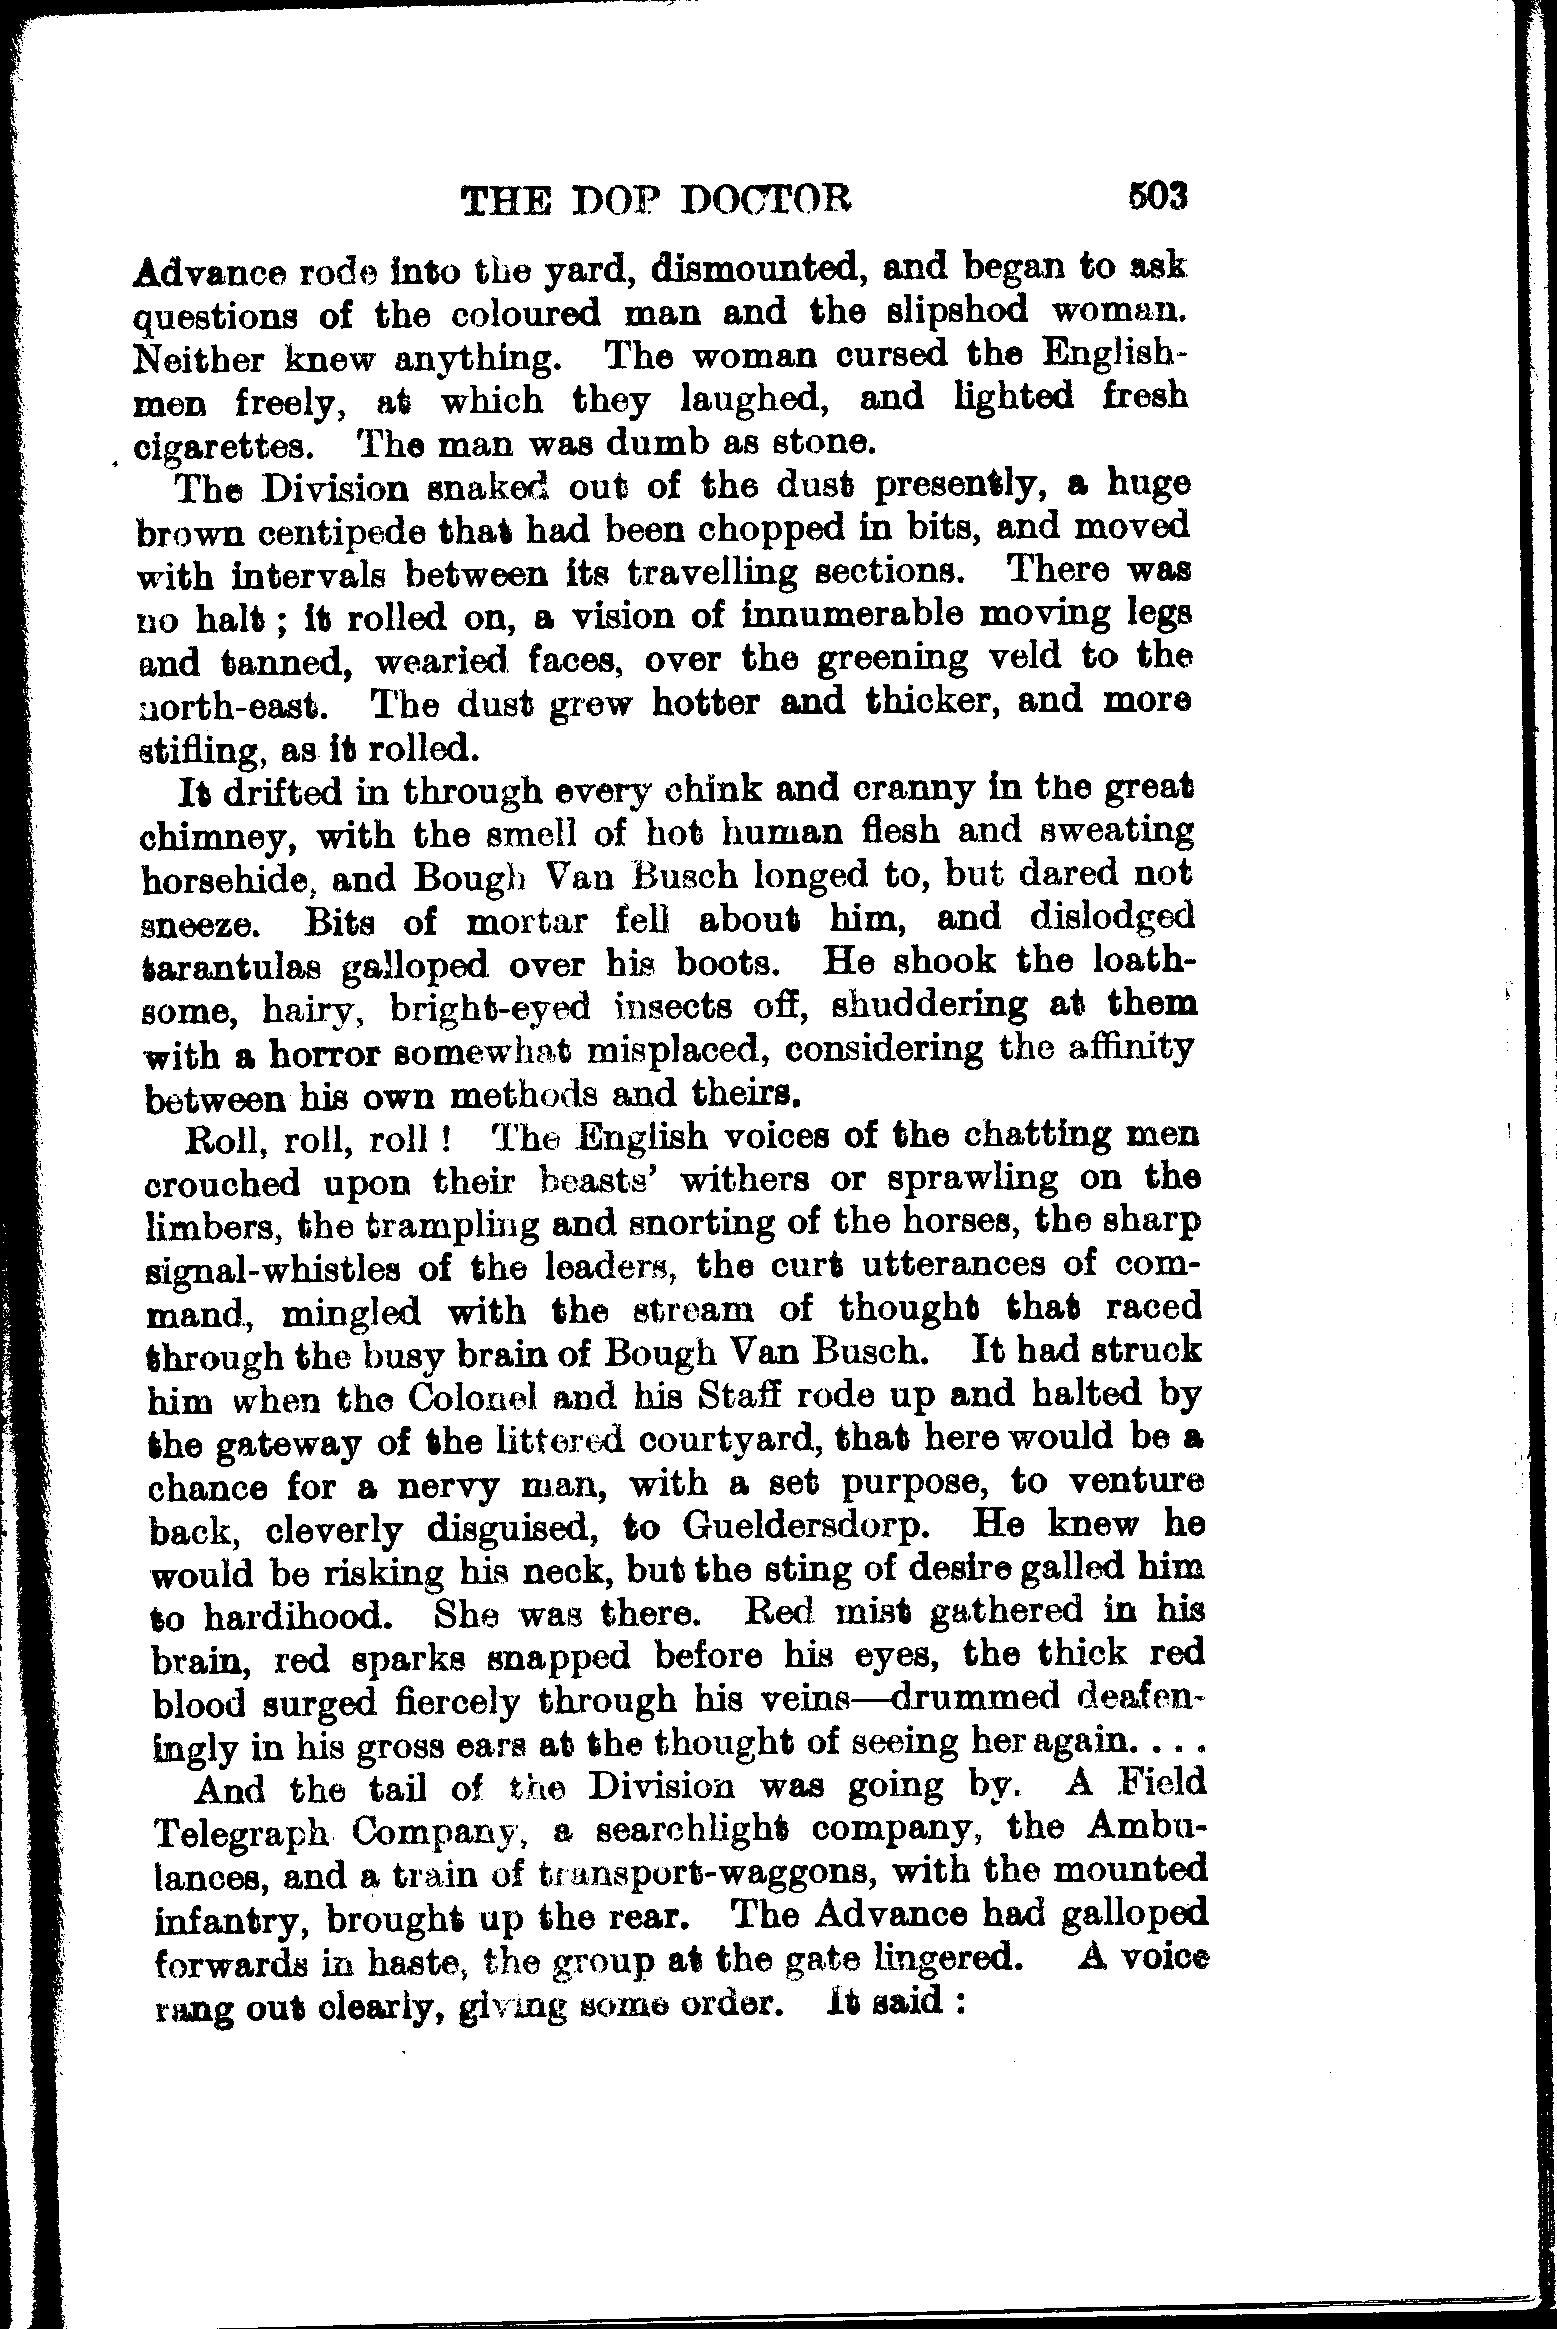 THE DOP DOCTOR 503
Advance rode into the yard, dismounted, and began to ask
questions of the coloured man and the slipshod woman.
Neither knew anything. The woman cursed the English-
men freely, at which they laughed, and lighted fresh
cigarettes. The man was dumb as stone.
The Division snaked out of the dust presently, a huge
brown centipede that had been chopped in bits, and moved
with intervals between its travelling sections. There was
no halt ; it rolled on, a vision of innumerable moving legs
and tanned, wearied faces, over the greening veld to the
north-east. The dust grew hotter and thicker, and more
stifling, as it rolled.
It drifted in through every chink and cranny in the great
chimney, with the smell of hot human flesh and sweating
horsehide, and Bough Van Busch longed to, but dared not
sneeze. Bits of mortar fell about him, and dislodged
tarantulas galloped over his boots. He shook the loath-
some, hairy, bright-eyed insects off, shuddering at them
with a horror somewhat misplaced, considering the affinity
between his own methods and theirs.
Roll, roll, roll ! The English voices of the chatting men
crouched upon their beasts' withers or sprawling on the
limbers, the trampling and snorting of the horses, the sharp
signal-whistles of the leaders, the curt utterances of com-
mand, mingled with the stream of thought that raced
through the busy brain of Bough Van Busch. It had struck
him when the Colonel and his Staff rode up and halted by
the gateway of the littered courtyard, that here would be a
chance for a nervy man, with a set purpose, to venture
back, cleverly disguised, to Gueldersdorp. He knew he
would be risking his neck, but the sting of desire galled him
to hardihood. She was there. Red mist gathered in his
brain, red sparks snapped before his eyes, the thick red
blood surged fiercely through his veins—drummed deafen-
ingly in his gross ears at the thought of seeing her again. . . .
And the tail of the Division was going by. A Field
Telegraph Company, a searchlight company, the Ambu-
lances, and a train of transport-waggons, with the mounted
infantry, brought up the rear. The Advance had galloped
forwards in haste, the group at the gate lingered. A voice
rang out clearly, giving some order. It said :